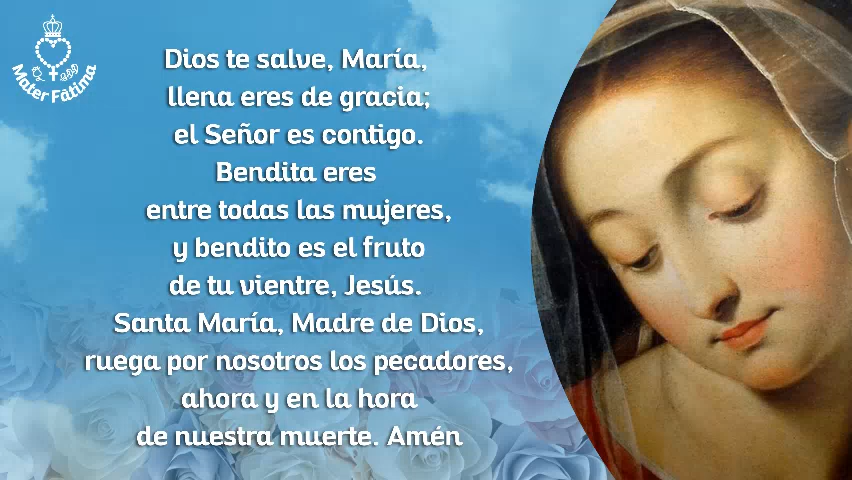 Mater Fátima
Dios te salve, María,
llena eres de gracia;
el Señor es contigo.
Bendita eres
entre todas las mujeres,
y bendito es el fruto
de tu vientre, Jesús.
Santa María, Madre de Dios,
ruega por nosotros los pecadores,
ahora y en la hora
de nuestra muerte. Amén